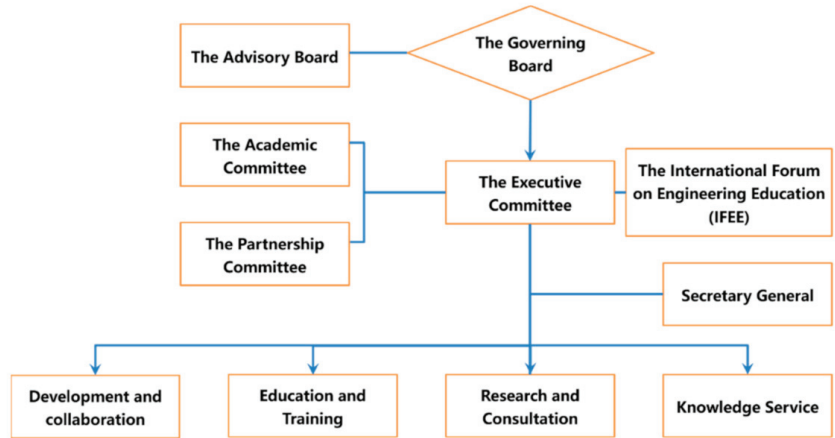 The Advisory Board
The Governing
Board
The Academic
Committee
The Executive
Committee
The International Forum
on Engineering Education
(IFEE)
The Partnership
Committee
Secretary General
Development and
collaboration
Education and
Training
Research and
Consultation
Knowledge Service